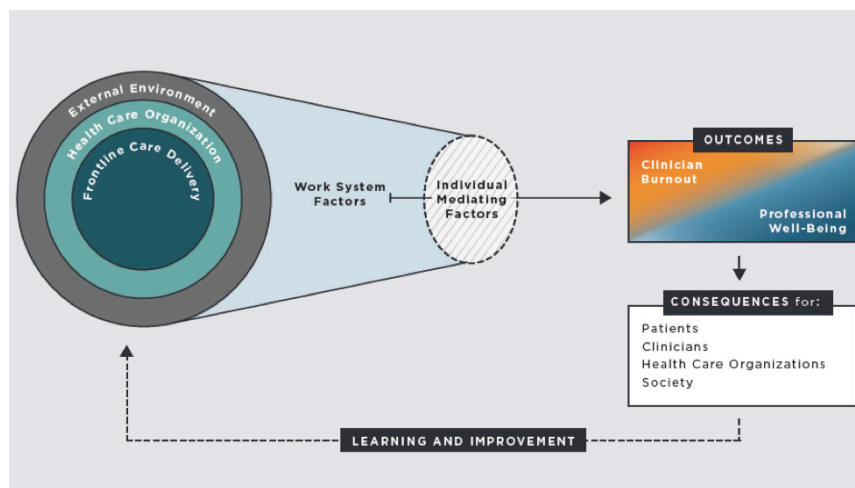 External Environment
Health Care Organization
Frontline Care Delivery
Work System
Factors
Individual
Mediating
Factors
OUTCOMES
Clinician
Burnout
Professional
Well-Being
CONSEQUENCES for:
Patients
Clinicians
Health Care Organizations
Society
LEARNING AND IMPROVEMENT